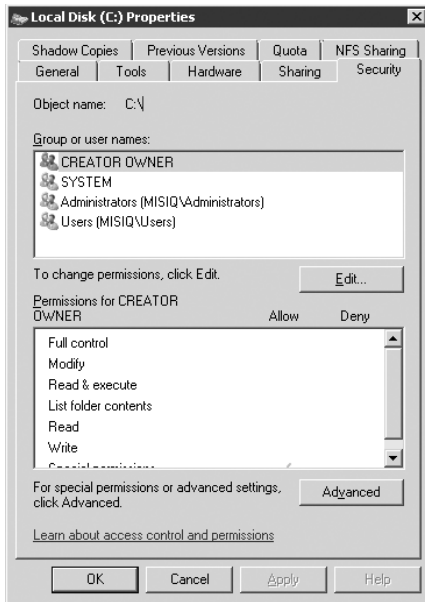 Local Disk (C:) Properties
Shadow Copies Previous Versions Quota NFS Sharing
General Tools Hardware Sharing Security
Object name: C:\
Group or user names:
CREATOR OWNER
SYSTEM
Administrators (MISIQ\Administrators)
Users (MISIQ\Users)
To change permissions, click Edit.
Edit...
Permissions for CREATOR
OWNER Allow Deny
Full control
Modify
Read & execute
List folder contents
Read
Write
For special permissions or advanced settings,
click Advanced.
Advanced
Learn about access control and permissions
OK Cancel Apply Help